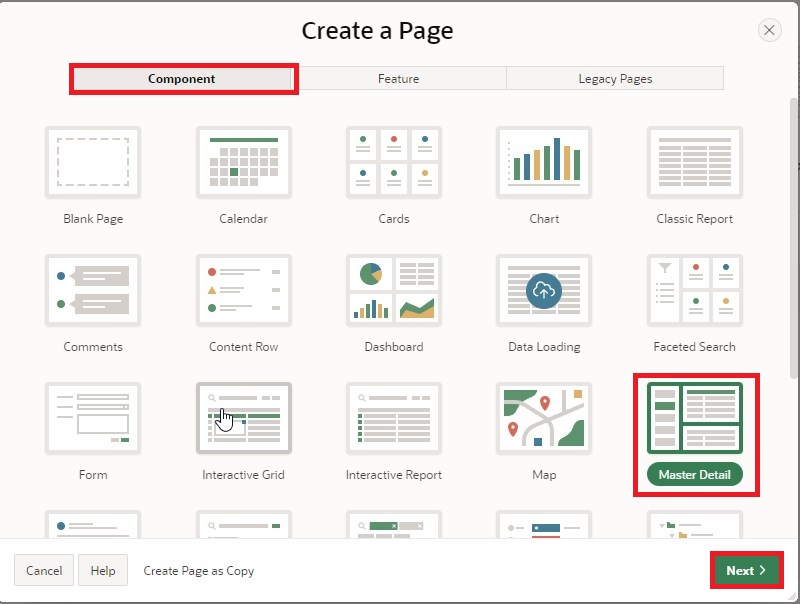 Create a Page
Component
Feature
Legacy Pages
Blank Page
Calendar
Cards
Chart
Classic Report
Comments
Content Row
Dashboard
Data Loading
Faceted Search
Form
Interactive Grid
Interactive Report
Map
Master Detail
Cancel
Help
Create Page as Copy
Next